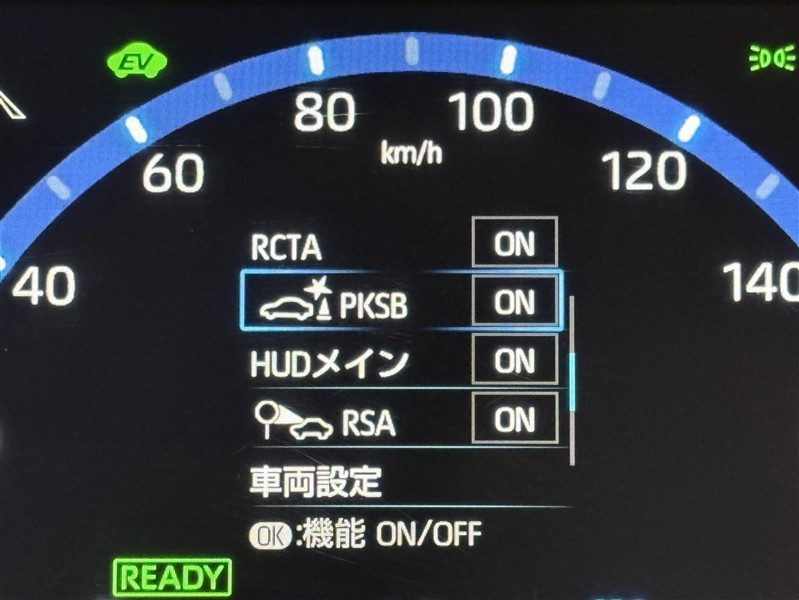 EV
80 100
km/h
60 120
40 140
RCTA ON
PKSB ON
HUDメイン ON
RSA ON
車両設定
OK:機能 ON/OFF
READY